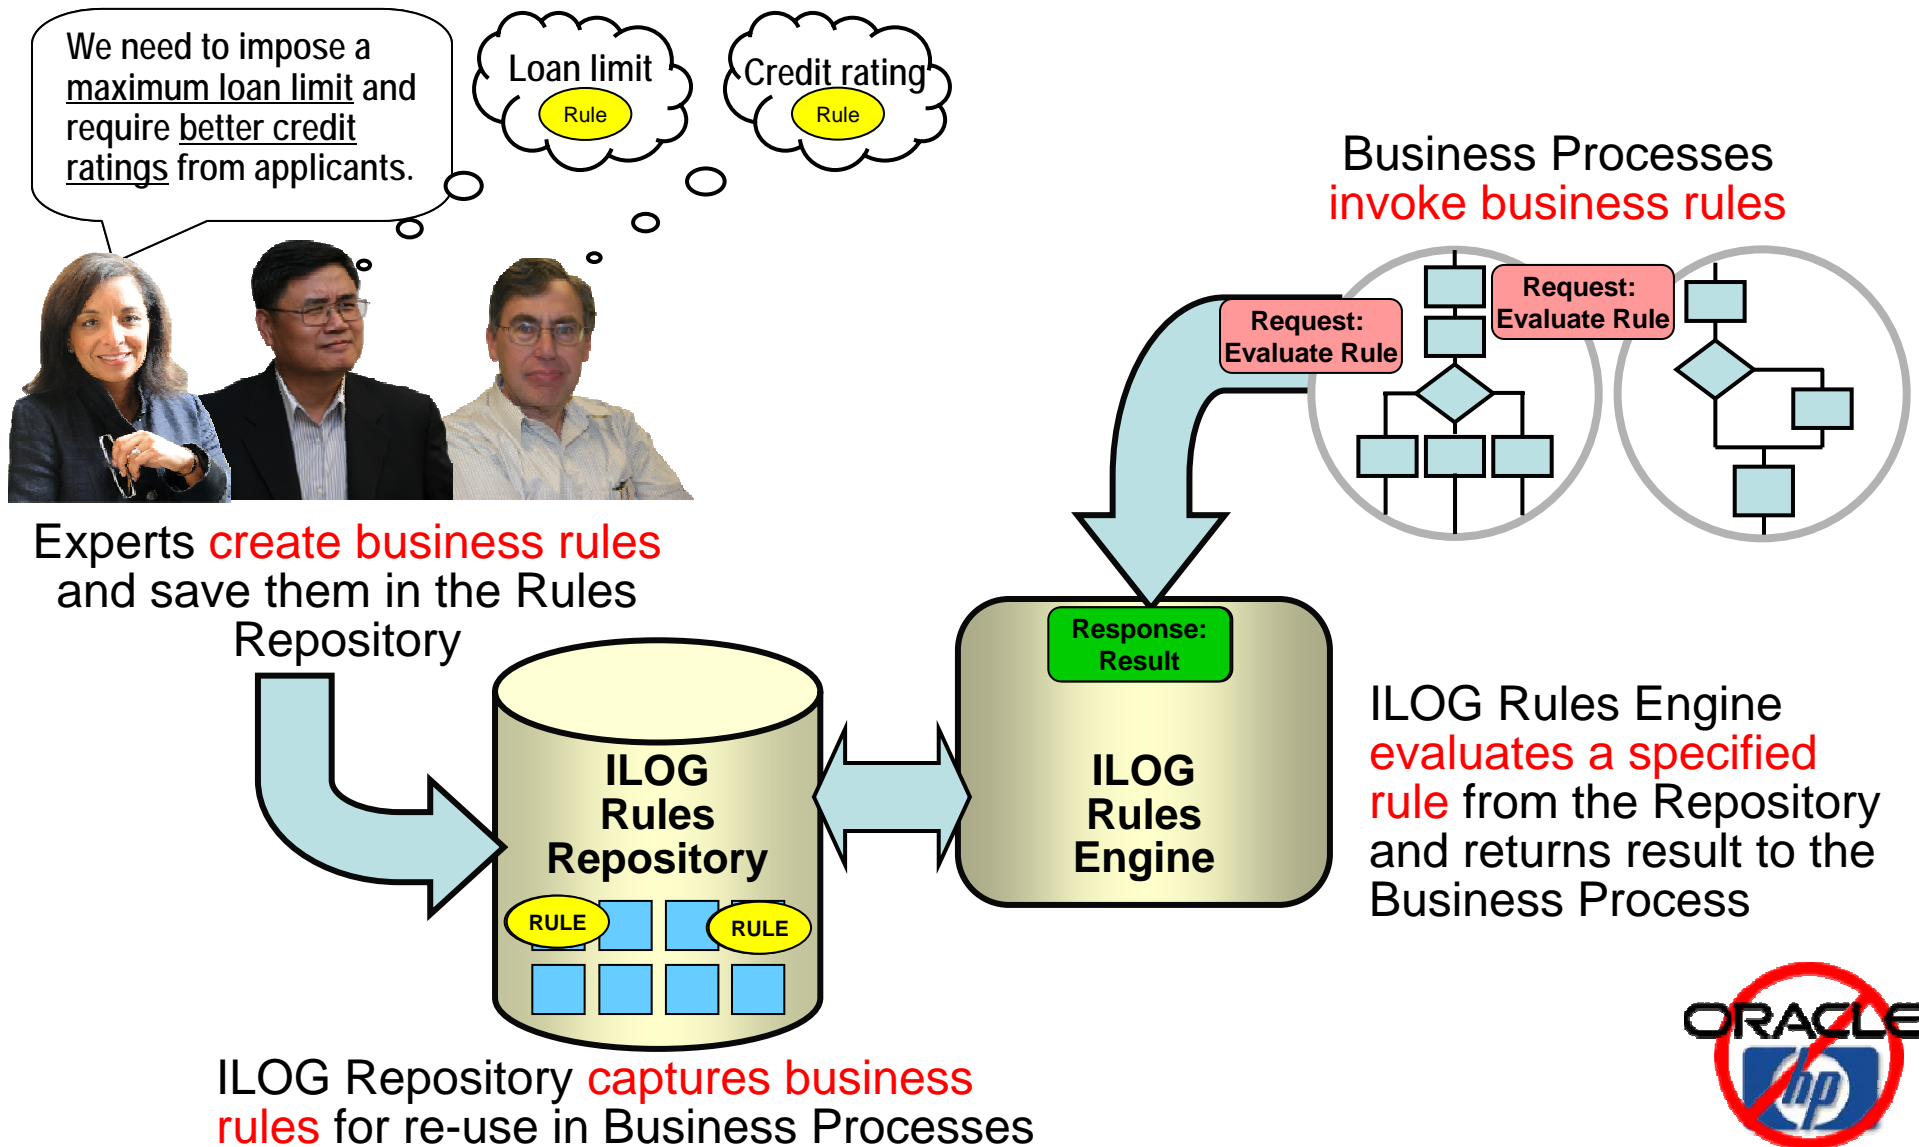 We need to impose a
maximum loan limit and
require better credit
ratings from applicants.
Loan limit
Rule
Credit rating
Rule
Business Processes
invoke business rules
Request:
Evaluate Rule
Request:
Evaluate Rule
Experts create business rules
and save them in the Rules
Repository
Response:
Result
ILOG
Rules
Repository
RULE
RULE
ILOG
Rules
Engine
ILOG Rules Engine
evaluates a specified
rule from the Repository
and returns result to the
Business Process
ILOG Repository captures business
rules for re-use in Business Processes
ORACLE
hp